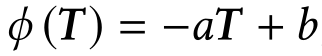 ϕ (T) = −aT + b